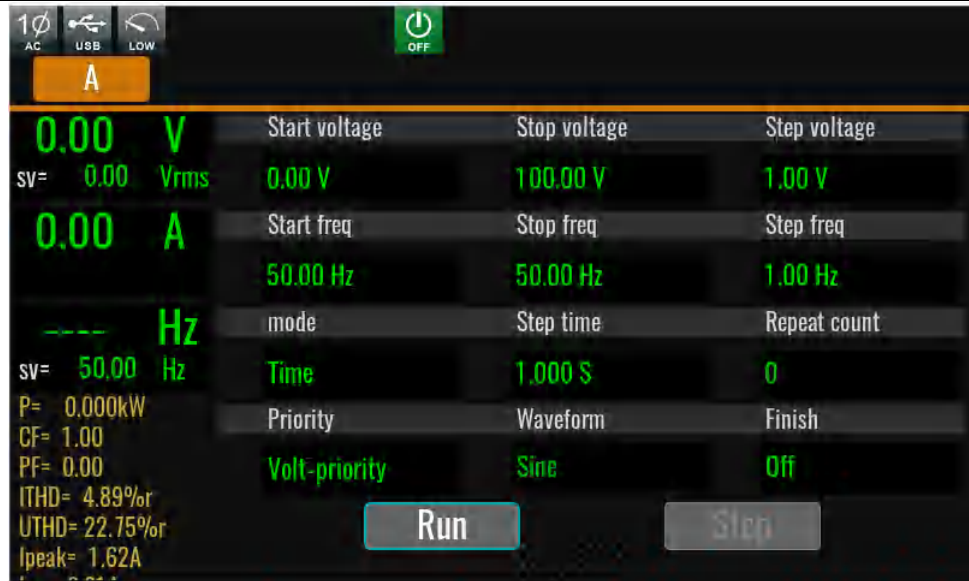 1Ø AC USB LOW OFF
A
0.00 V
sv= 0.00 Vrms
0.00 A
---- Hz
sv= 50.00 Hz
P= 0.000kW
CF= 1.00
PF= 0.00
ITHD= 4.89%r
UTHD= 22.75%r
Ipeak= 1.62A
Start voltage Stop voltage Step voltage
0.00 V 100.00 V 1.00 V
Start freq Stop freq Step freq
50.00 Hz 50.00 Hz 1.00 Hz
mode Step time Repeat count
Time 1.000 S 0
Priority Waveform Finish
Volt-priority Sine Off
Run Step